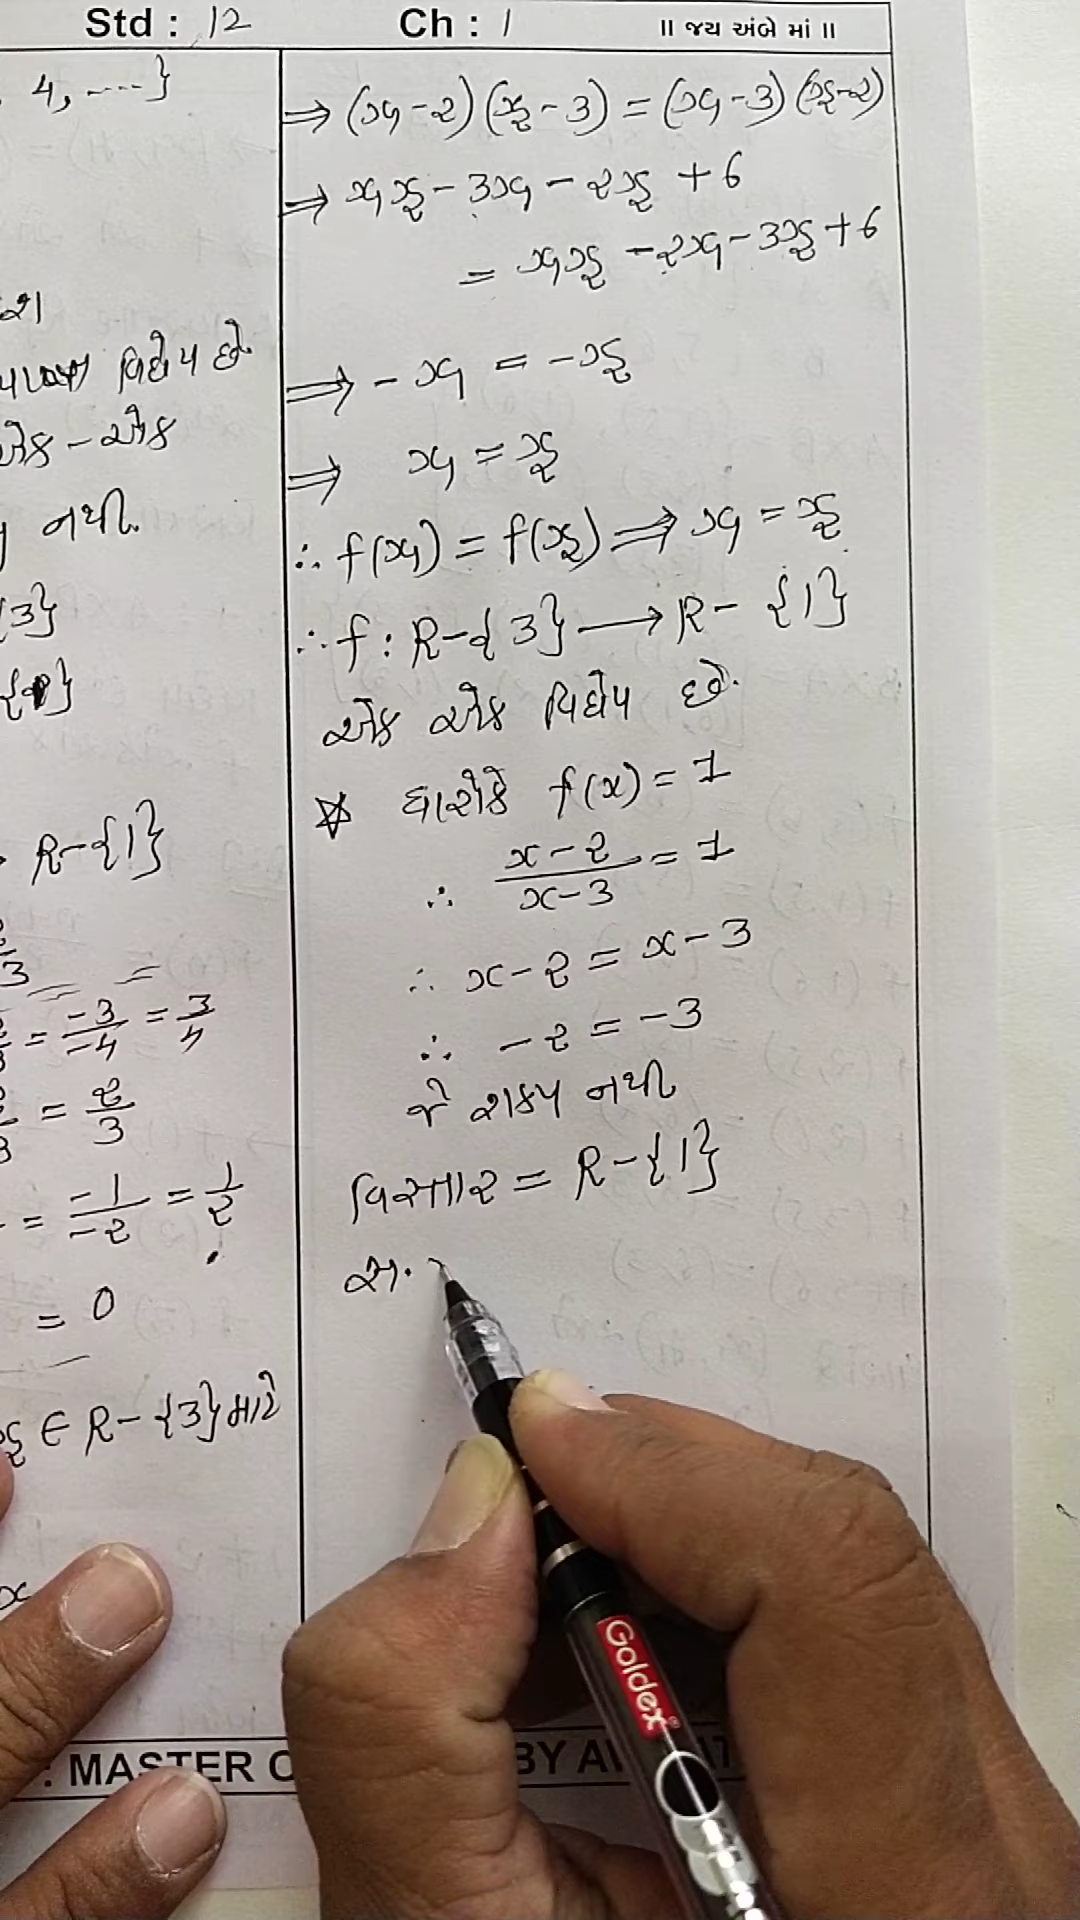 Std : 12 Ch : 1 ॥ જય અંબે માં ॥
4, ....}
વિધેય છે.
એક - એક
નથી.
3}
R-{1}
= -3/-4 = 3/4
= 2/3
= -1/-2 = 1/2
= 0
∈ R - {3} માટે
⇒ (x₁ - 2) (x₂ - 3) = (x₁ - 3) (x₂ - 2)
⇒ x₁x₂ - 3x₁ - 2x₂ + 6
= x₁x₂ - 2x₁ - 3x₂ + 6
⇒ - x₁ = - x₂
⇒ x₁ = x₂
∴ f(x₁) = f(x₂) ⇒ x₁ = x₂
∴ f : R-{3} → R - {1}
એક એક વિધેય છે.
☆ ધારોકે f(x) = 1
∴ x - 2 / x - 3 = 1
∴ x - 2 = x - 3
∴ -2 = -3
જે શક્ય નથી
વિસ્તાર = R - {1}
સ.
Goldex
: MASTER
BY